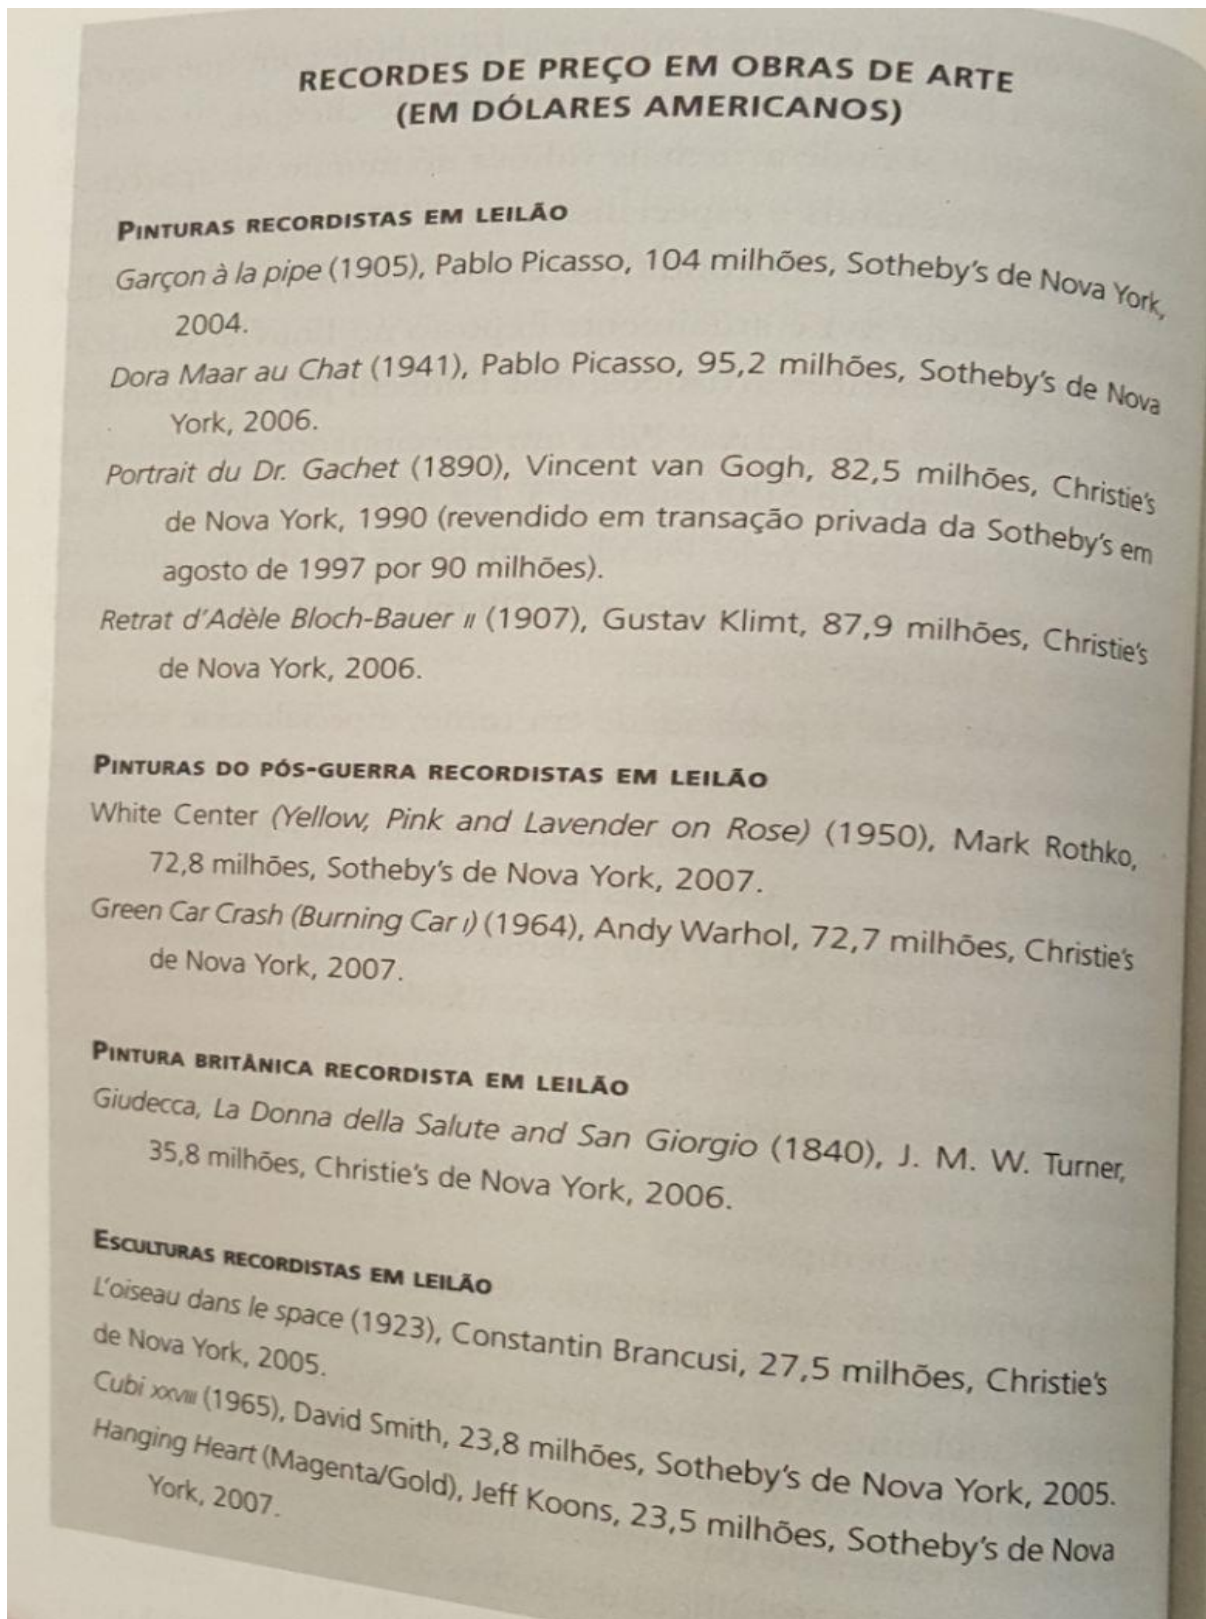 RECORDES DE PREÇO EM OBRAS DE ARTE
(EM DÓLARES AMERICANOS)
PINTURAS RECORDISTAS EM LEILÃO
Garçon à la pipe (1905), Pablo Picasso, 104 milhões, Sotheby's de Nova York,
2004.
Dora Maar au Chat (1941), Pablo Picasso, 95,2 milhões, Sotheby's de Nova
York, 2006.
Portrait du Dr. Gachet (1890), Vincent van Gogh, 82,5 milhões, Christie's
de Nova York, 1990 (revendido em transação privada da Sotheby's em
agosto de 1997 por 90 milhões).
Retrat d'Adèle Bloch-Bauer II (1907), Gustav Klimt, 87,9 milhões, Christie's
de Nova York, 2006.
PINTURAS DO PÓS-GUERRA RECORDISTAS EM LEILÃO
White Center (Yellow, Pink and Lavender on Rose) (1950), Mark Rothko,
72,8 milhões, Sotheby's de Nova York, 2007.
Green Car Crash (Burning Car I) (1964), Andy Warhol, 72,7 milhões, Christie's
de Nova York, 2007.
PINTURA BRITÂNICA RECORDISTA EM LEILÃO
Giudecca, La Donna della Salute and San Giorgio (1840), J. M. W. Turner,
35,8 milhões, Christie's de Nova York, 2006.
ESCULTURAS RECORDISTAS EM LEILÃO
L'oiseau dans le space (1923), Constantin Brancusi, 27,5 milhões, Christie's
de Nova York, 2005.
Cubi XXVIII (1965), David Smith, 23,8 milhões, Sotheby's de Nova York, 2005.
Hanging Heart (Magenta/Gold), Jeff Koons, 23,5 milhões, Sotheby's de Nova
York, 2007.